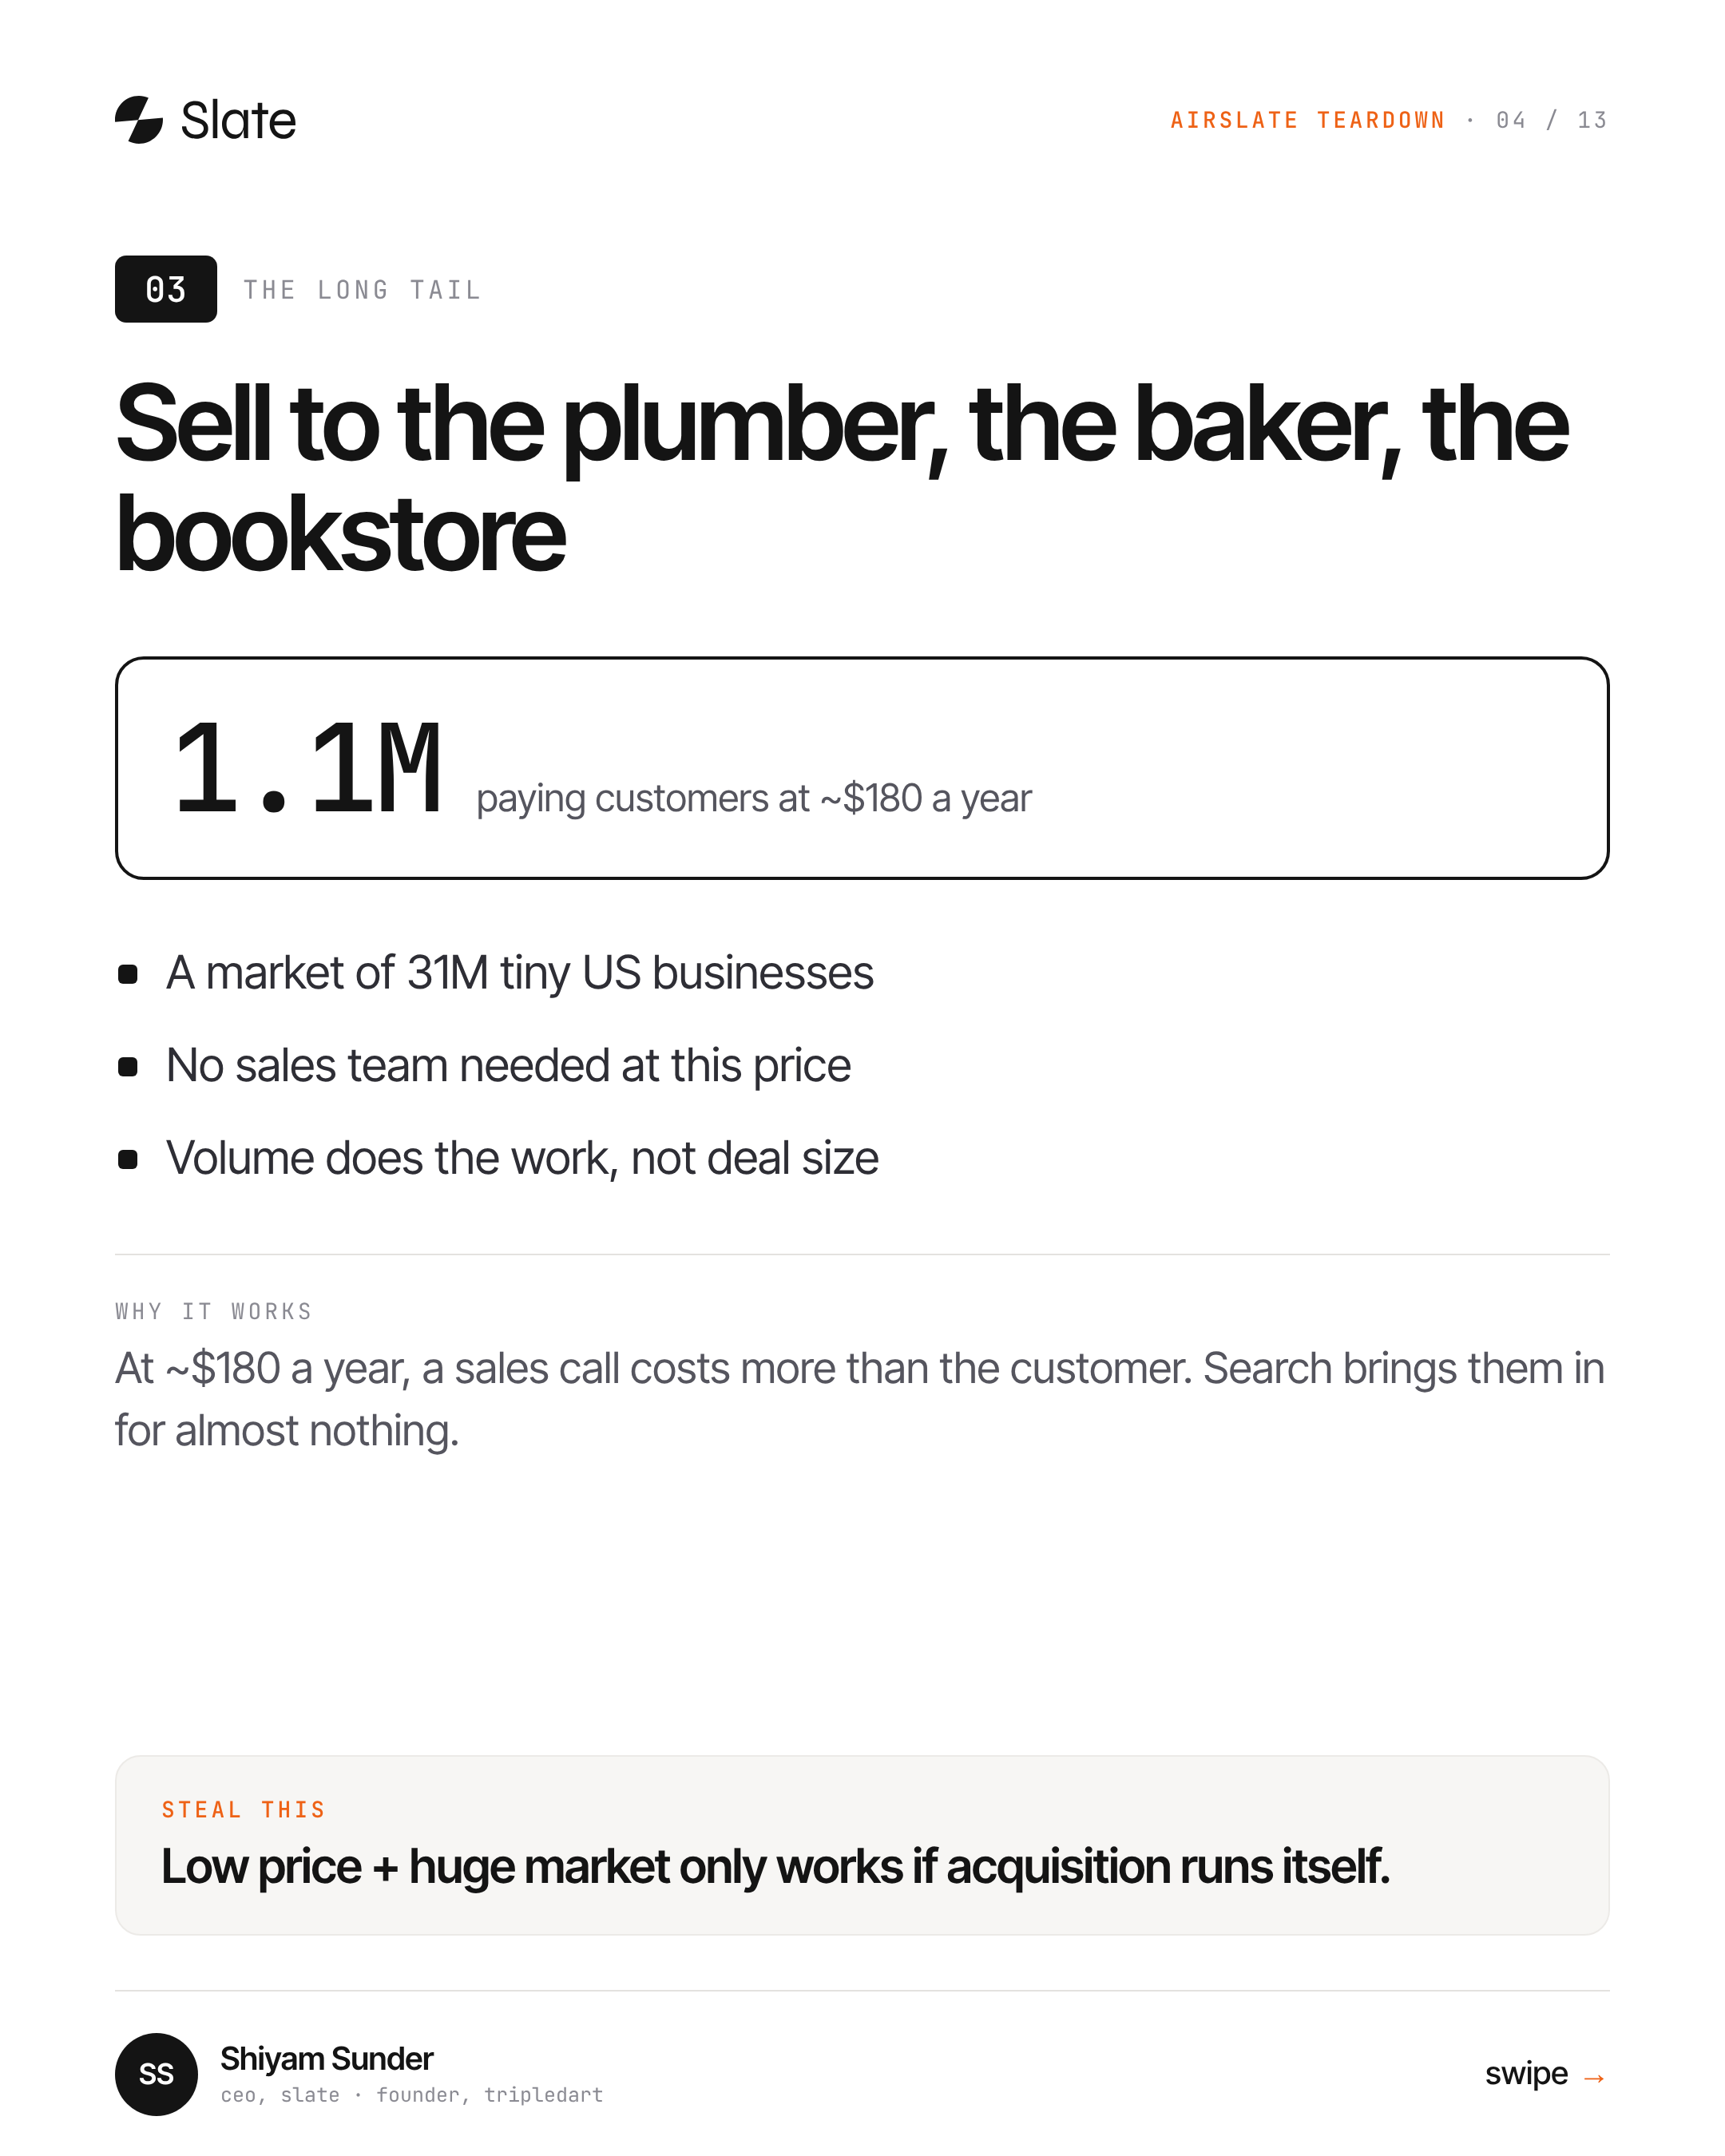 Slate
AIRSLATE TEARDOWN · 04 / 13
03 THE LONG TAIL
Sell to the plumber, the baker, the
bookstore
1.1M paying customers at ~$180 a year
A market of 31M tiny US businesses
No sales team needed at this price
Volume does the work, not deal size
WHY IT WORKS
At ~$180 a year, a sales call costs more than the customer. Search brings them in
for almost nothing.
STEAL THIS
Low price + huge market only works if acquisition runs itself.
SS
Shiyam Sunder
ceo, slate · founder, tripledart
swipe →